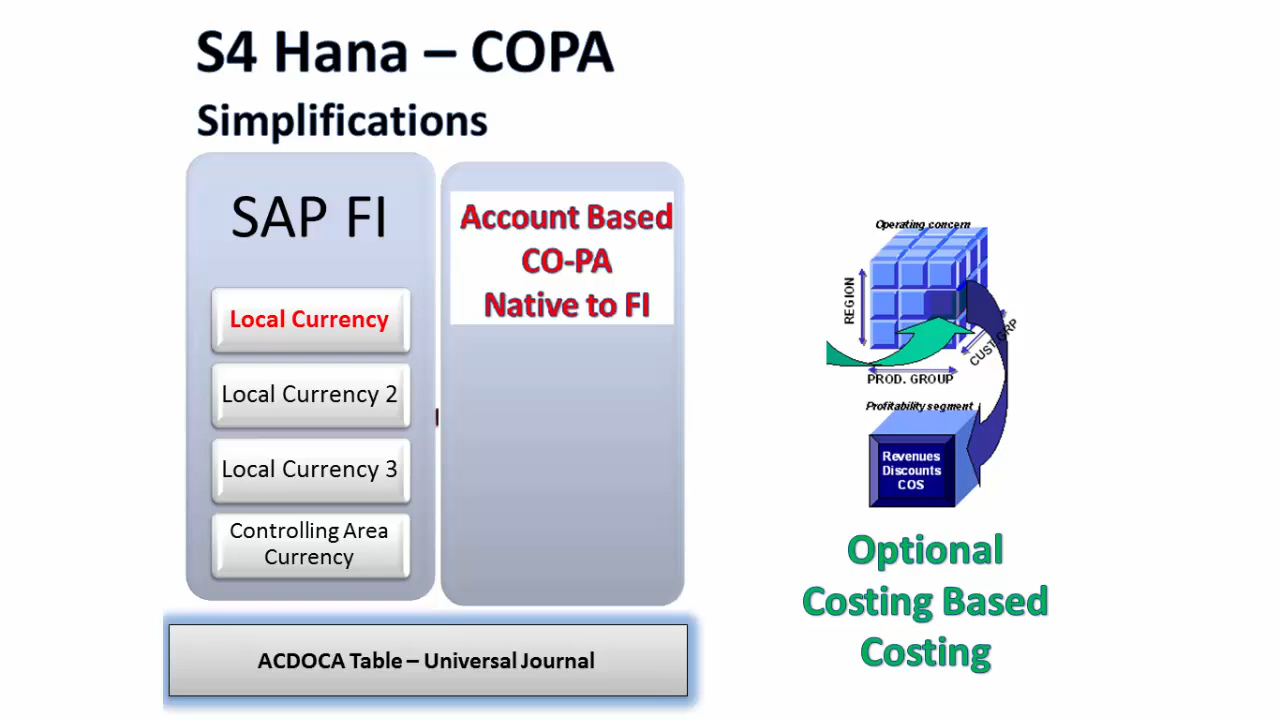 S4 Hana – COPA
Simplifications
SAP FI
Local Currency
Local Currency 2
Local Currency 3
Controlling Area
Currency
Account Based
CO-PA
Native to FI
ACDOCA Table – Universal Journal
Operating concern
REGION
CUST.GRP
PROD. GROUP
Profitability segment
Revenues
Discounts
COS
Optional
Costing Based
Costing